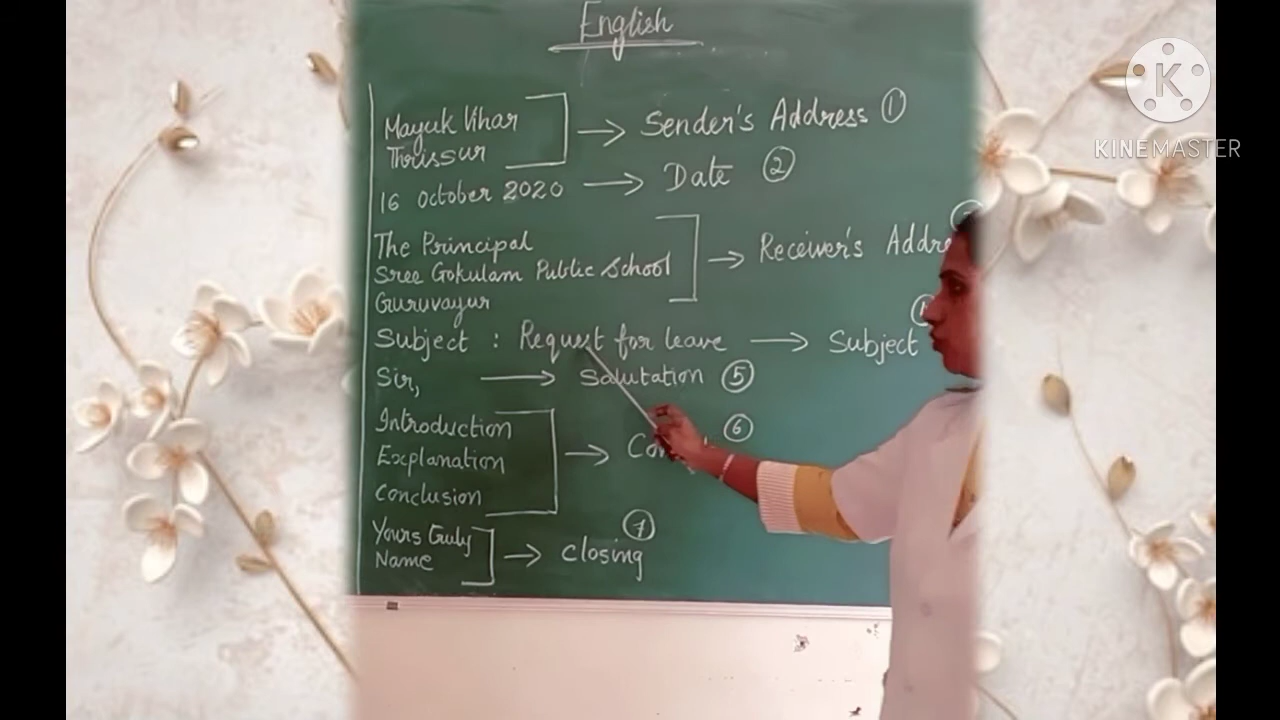 English
Mayuk Vihar
Thrissur
→ Sender's Address ①
16 October 2020 → Date ②
The Principal
Sree Gokulam Public School
Guruvayur
→ Receiver's
Subject : Request for leave → Subject
Sir, → Salutation ⑤
Introduction
Explanation
Conclusion
→ ⑥
Yours truly
Name
→ closing ⑦
K
KINEMASTER